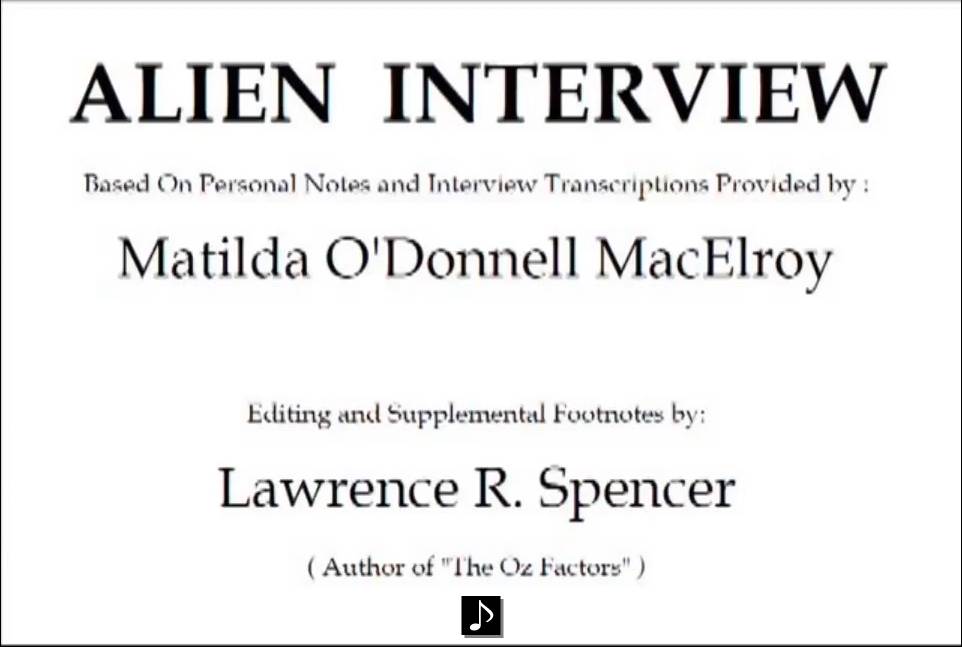 ALIEN INTERVIEW
Based On Personal Notes and Interview Transcriptions Provided by :
Matilda O'Donnell MacElroy
Editing and Supplemental Footnotes by:
Lawrence R. Spencer
( Author of "The Oz Factors" )